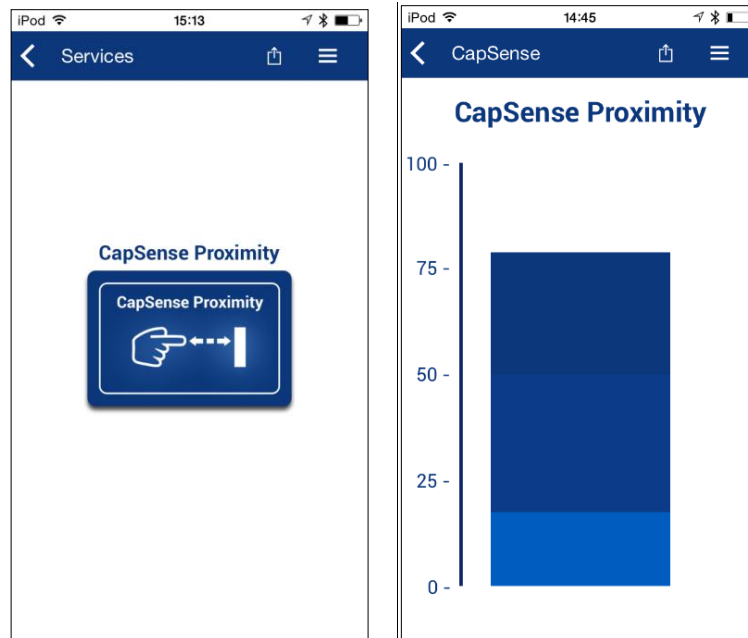 iPod 15:13
Services
CapSense Proximity
CapSense Proximity
iPod 14:45
CapSense
CapSense Proximity
100 -
75 -
50 -
25 -
0 -